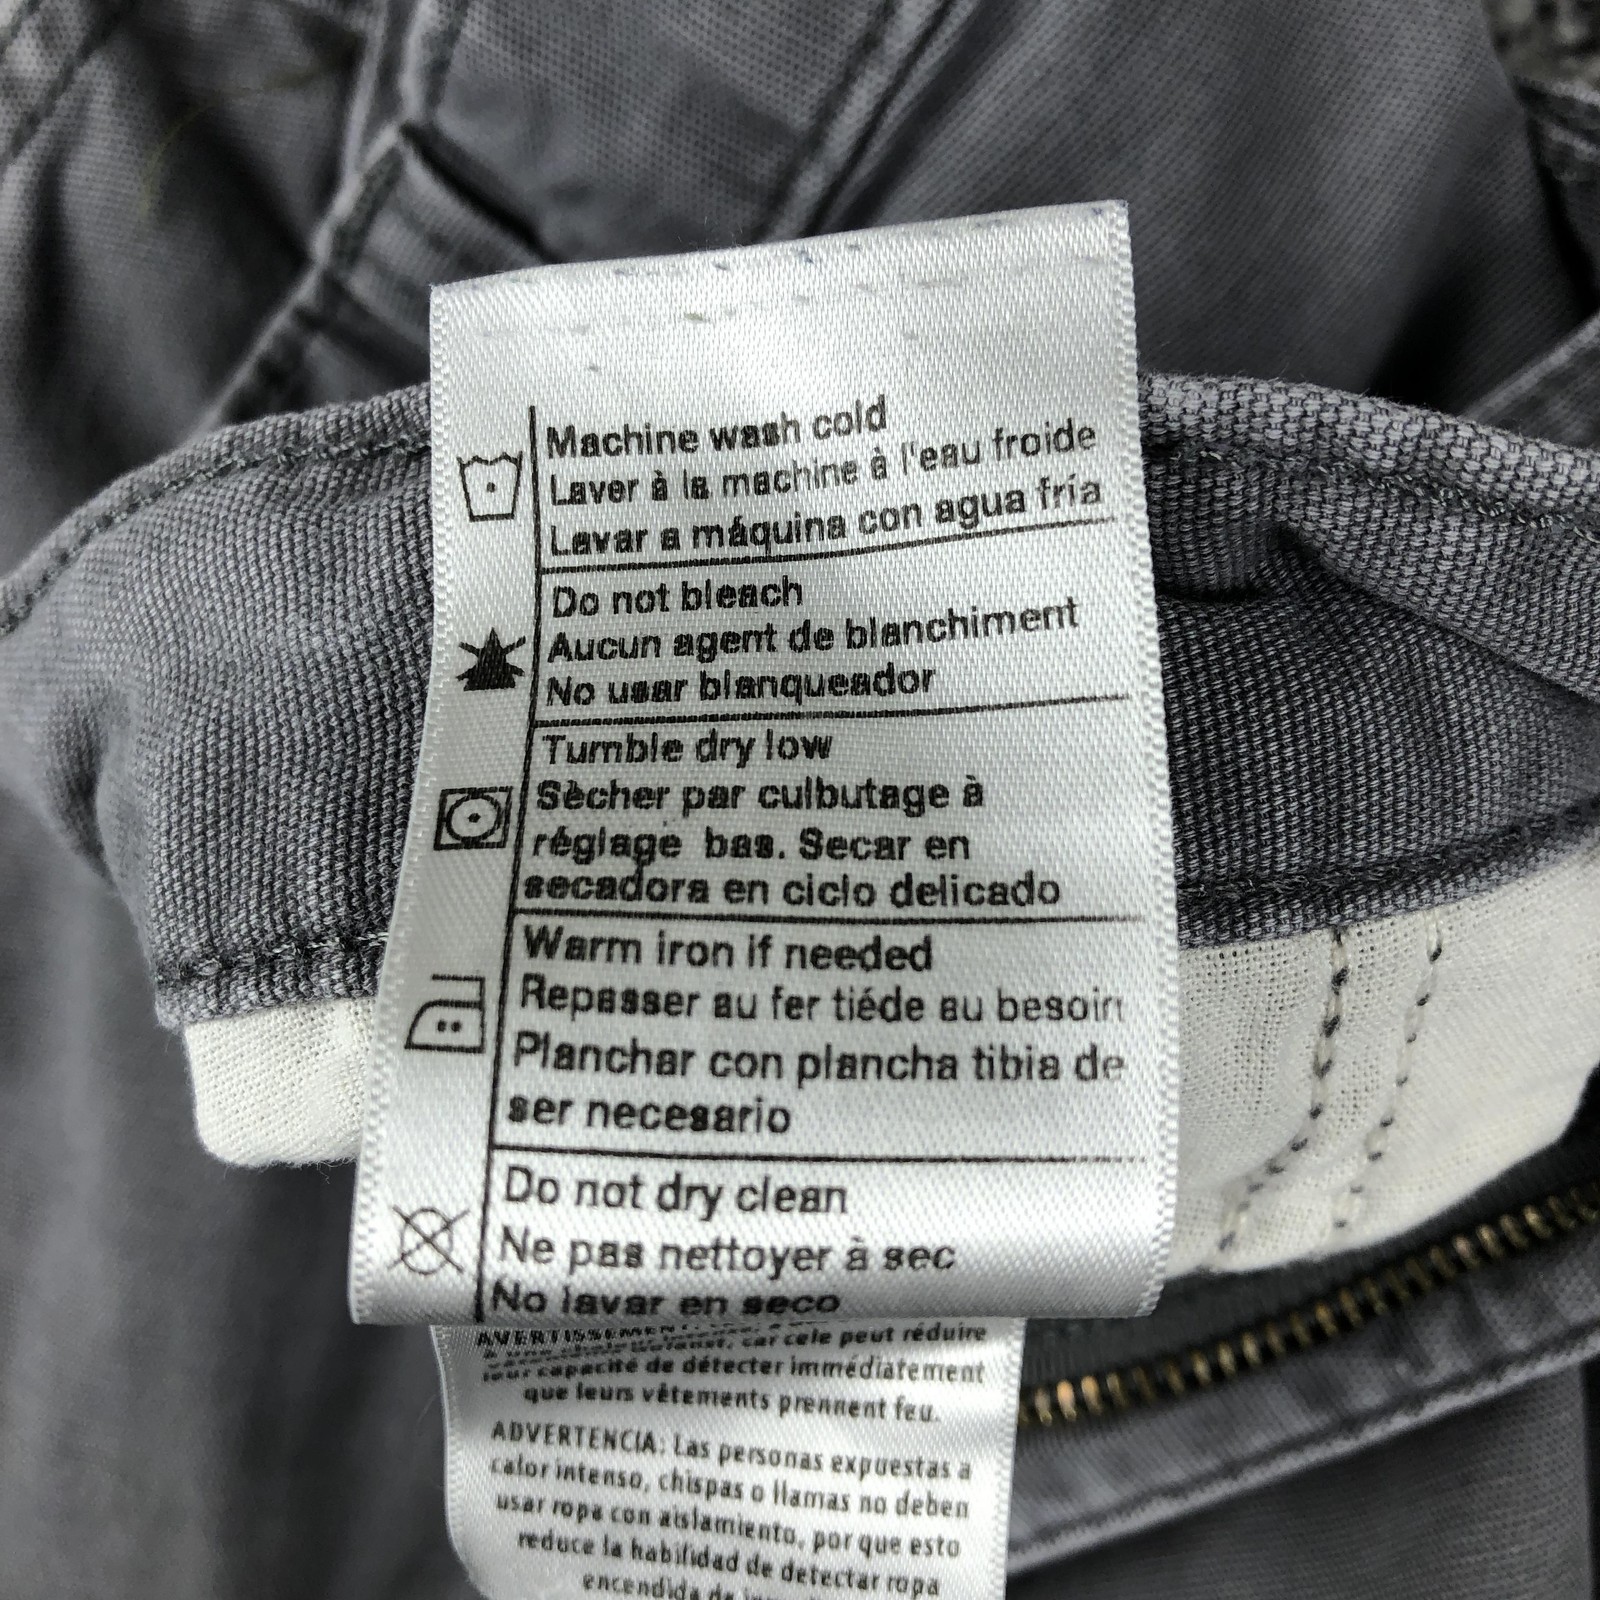 Machine wash cold
Laver à la machine à l'eau froide
Lavar a máquina con agua fría
Do not bleach
Aucun agent de blanchiment
No usar blanqueador
Tumble dry low
Sècher par culbutage à
réglage bas. Secar en
secadora en ciclo delicado
Warm iron if needed
Repasser au fer tiéde au besoin
Planchar con plancha tibia de
ser necesario
Do not dry clean
Ne pas nettoyer à sec
No lavar en seco
AVERTISSEMENT
car cele peut réduire
leur capacité de détecter immédiatement
que leurs vêtements prennent feu.
ADVERTENCIA: Las personas expuestas a
calor intenso, chispas o llamas no deben
usar ropa con aislamiento, por que esto
reduce la habilidad de detectar ropa
encendida de